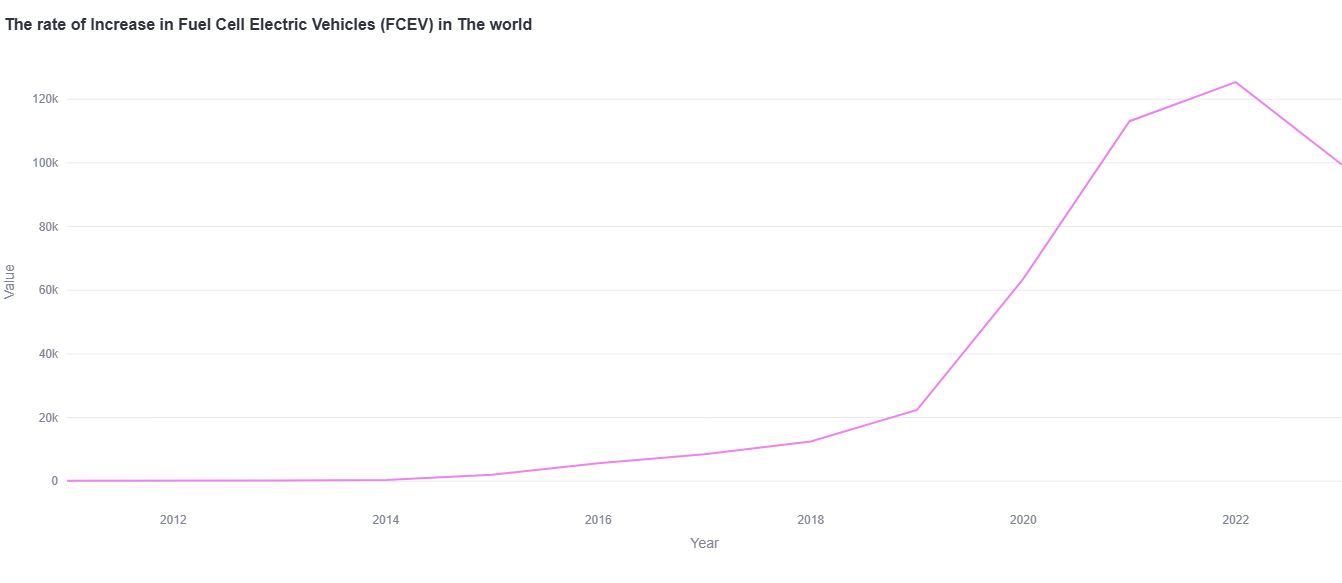 The rate of Increase in Fuel Cell Electric Vehicles (FCEV) in The world
120k
100k
80k
60k
40k
20k
0
Value
2012
2014
2016
2018
2020
2022
Year